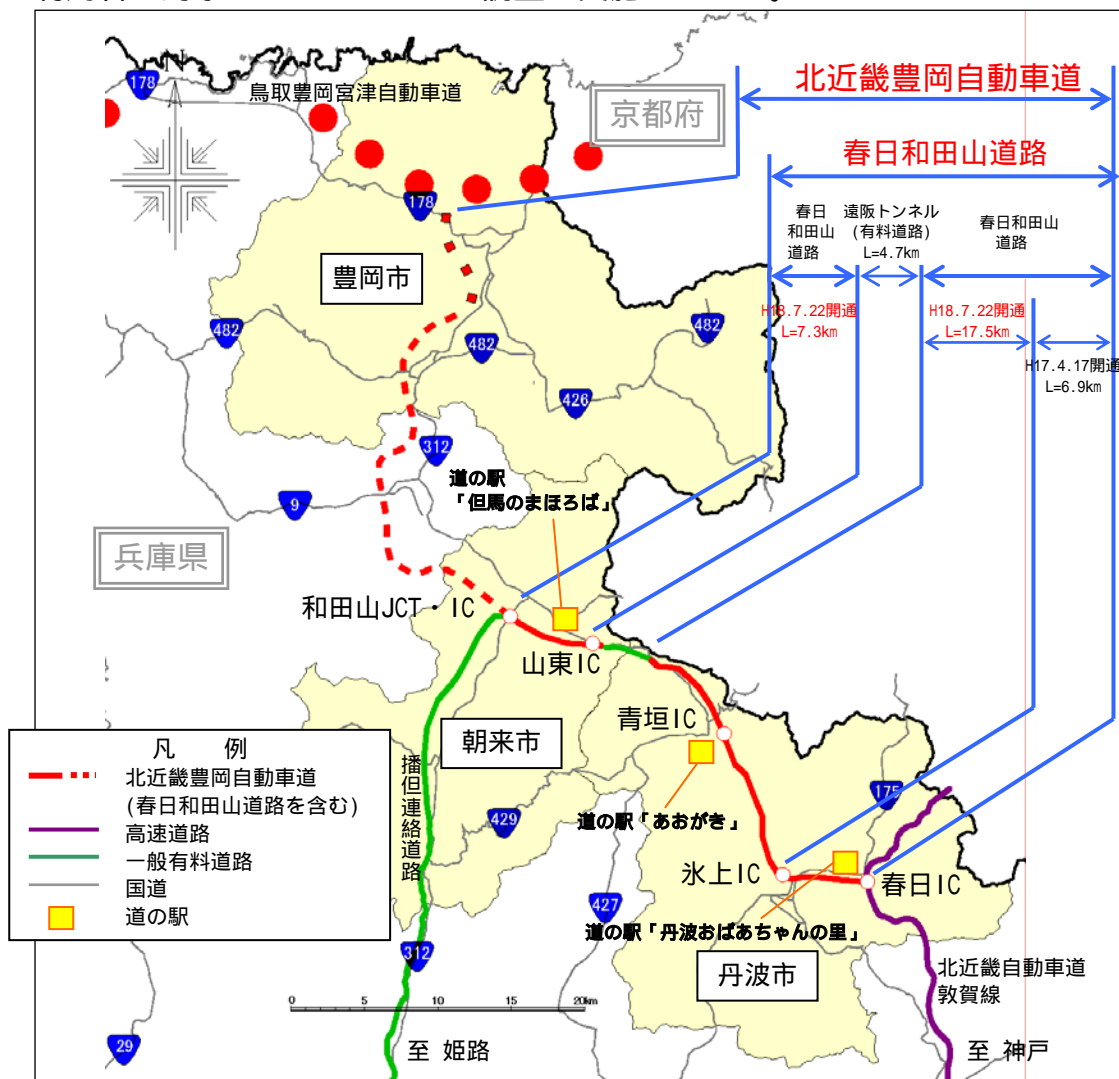 178
N
鳥取豊岡宮津自動車道
京都府
北近畿豊岡自動車道
春日和田山道路
春日
和田山
道路
遠阪トンネル
(有料道路)
L=4.7km
春日和田山
道路
H18.7.22開通
L=7.3km
H18.7.22開通
L=17.5km
H17.4.17開通
L=6.9km
178
豊岡市
482
482
482
426
312
9
道の駅
「但馬のまほろば」
兵庫県
和田山JCT・IC
山東IC
青垣IC
朝来市
播但連絡道路
429
道の駅「あおがき」
175
氷上IC
春日IC
427
道の駅「丹波おばあちゃんの里」
丹波市
312
北近畿自動車道
敦賀線
凡 例
北近畿豊岡自動車道
(春日和田山道路を含む)
高速道路
一般有料道路
国道
道の駅
0 5 10 15 20km
29
至 姫路
至 神戸